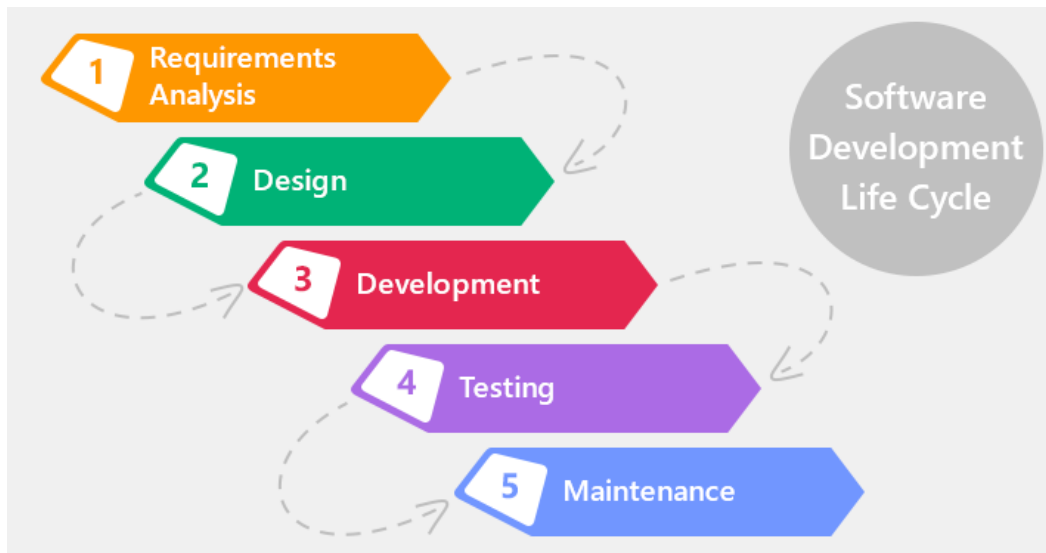 1
Requirements
Analysis
2
Design
3
Development
4
Testing
5
Maintenance
Software
Development
Life Cycle